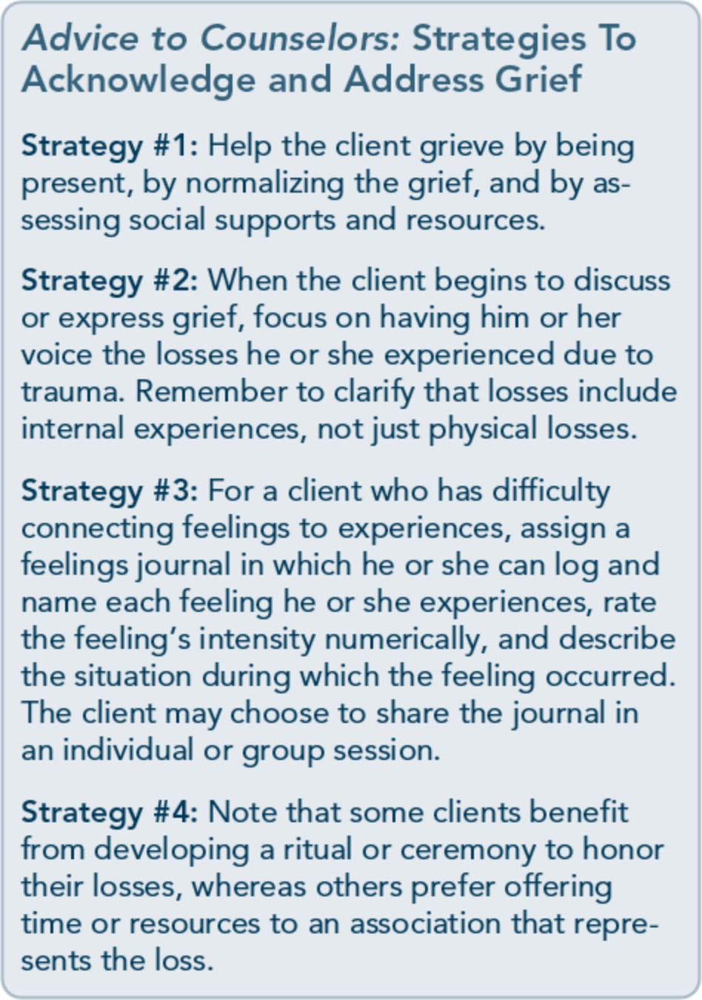 Advice to Counselors: Strategies To
Acknowledge and Address Grief
Strategy #1: Help the client grieve by being
present, by normalizing the grief, and by as-
sessing social supports and resources.
Strategy #2: When the client begins to discuss
or express grief, focus on having him or her
voice the losses he or she experienced due to
trauma. Remember to clarify that losses include
internal experiences, not just physical losses.
Strategy #3: For a client who has difficulty
connecting feelings to experiences, assign a
feelings journal in which he or she can log and
name each feeling he or she experiences, rate
the feeling’s intensity numerically, and describe
the situation during which the feeling occurred.
The client may choose to share the journal in
an individual or group session.
Strategy #4: Note that some clients benefit
from developing a ritual or ceremony to honor
their losses, whereas others prefer offering
time or resources to an association that repre-
sents the loss.